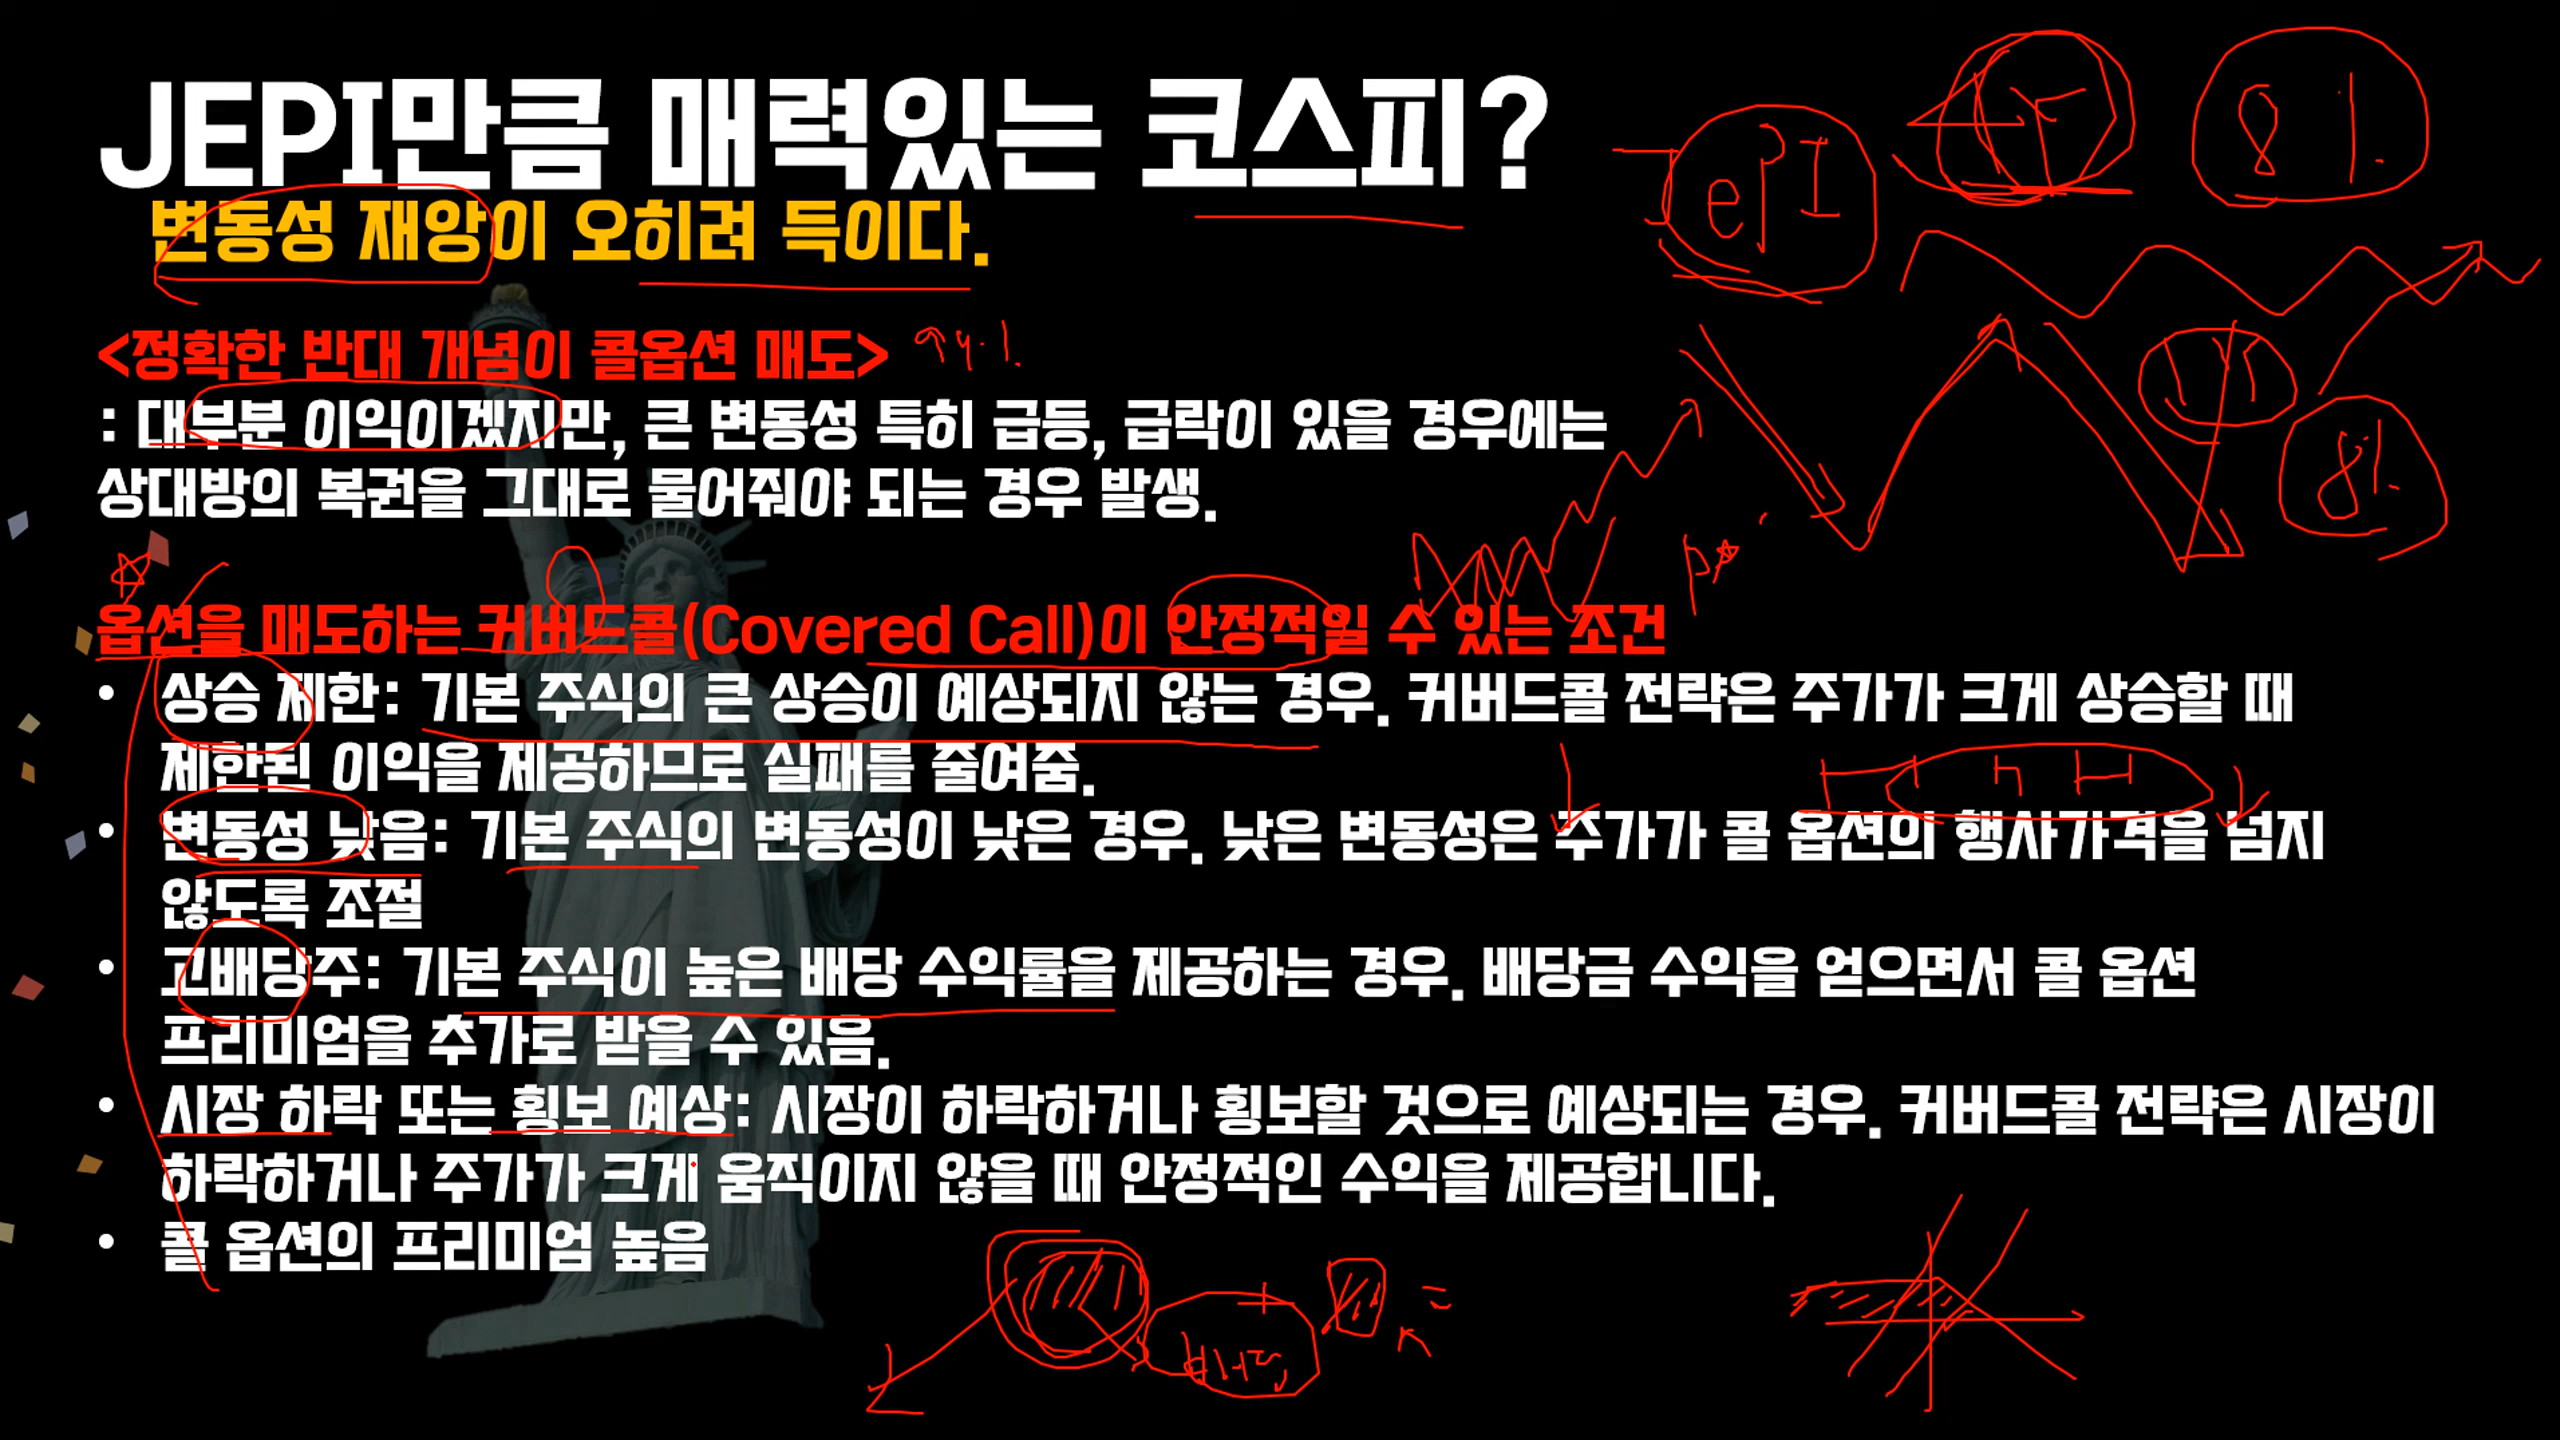 JEPI만큼 매력있는 코스피?
변동성 재앙이 오히려 득이다.
<정확한 반대 개념이 콜옵션 매도>
: 대부분 이익이겠지만, 큰 변동성 특히 급등, 급락이 있을 경우에는
상대방의 복권을 그대로 물어줘야 되는 경우 발생.
옵션을 매도하는 커버드콜(Covered Call)이 안정적일 수 있는 조건
• 상승 제한: 기본 주식의 큰 상승이 예상되지 않는 경우. 커버드콜 전략은 주가가 크게 상승할 때
제한된 이익을 제공하므로 실패를 줄여줌.
• 변동성 낮음: 기본 주식의 변동성이 낮은 경우. 낮은 변동성은 주가가 콜 옵션의 행사가격을 넘지
않도록 조절
• 고배당주: 기본 주식이 높은 배당 수익률을 제공하는 경우. 배당금 수익을 얻으면서 콜 옵션
프리미엄을 추가로 받을 수 있음.
• 시장 하락 또는 횡보 예상: 시장이 하락하거나 횡보할 것으로 예상되는 경우. 커버드콜 전략은 시장이
하락하거나 주가가 크게 움직이지 않을 때 안정적인 수익을 제공합니다.
• 콜 옵션의 프리미엄 높음
JePI
8%
8%